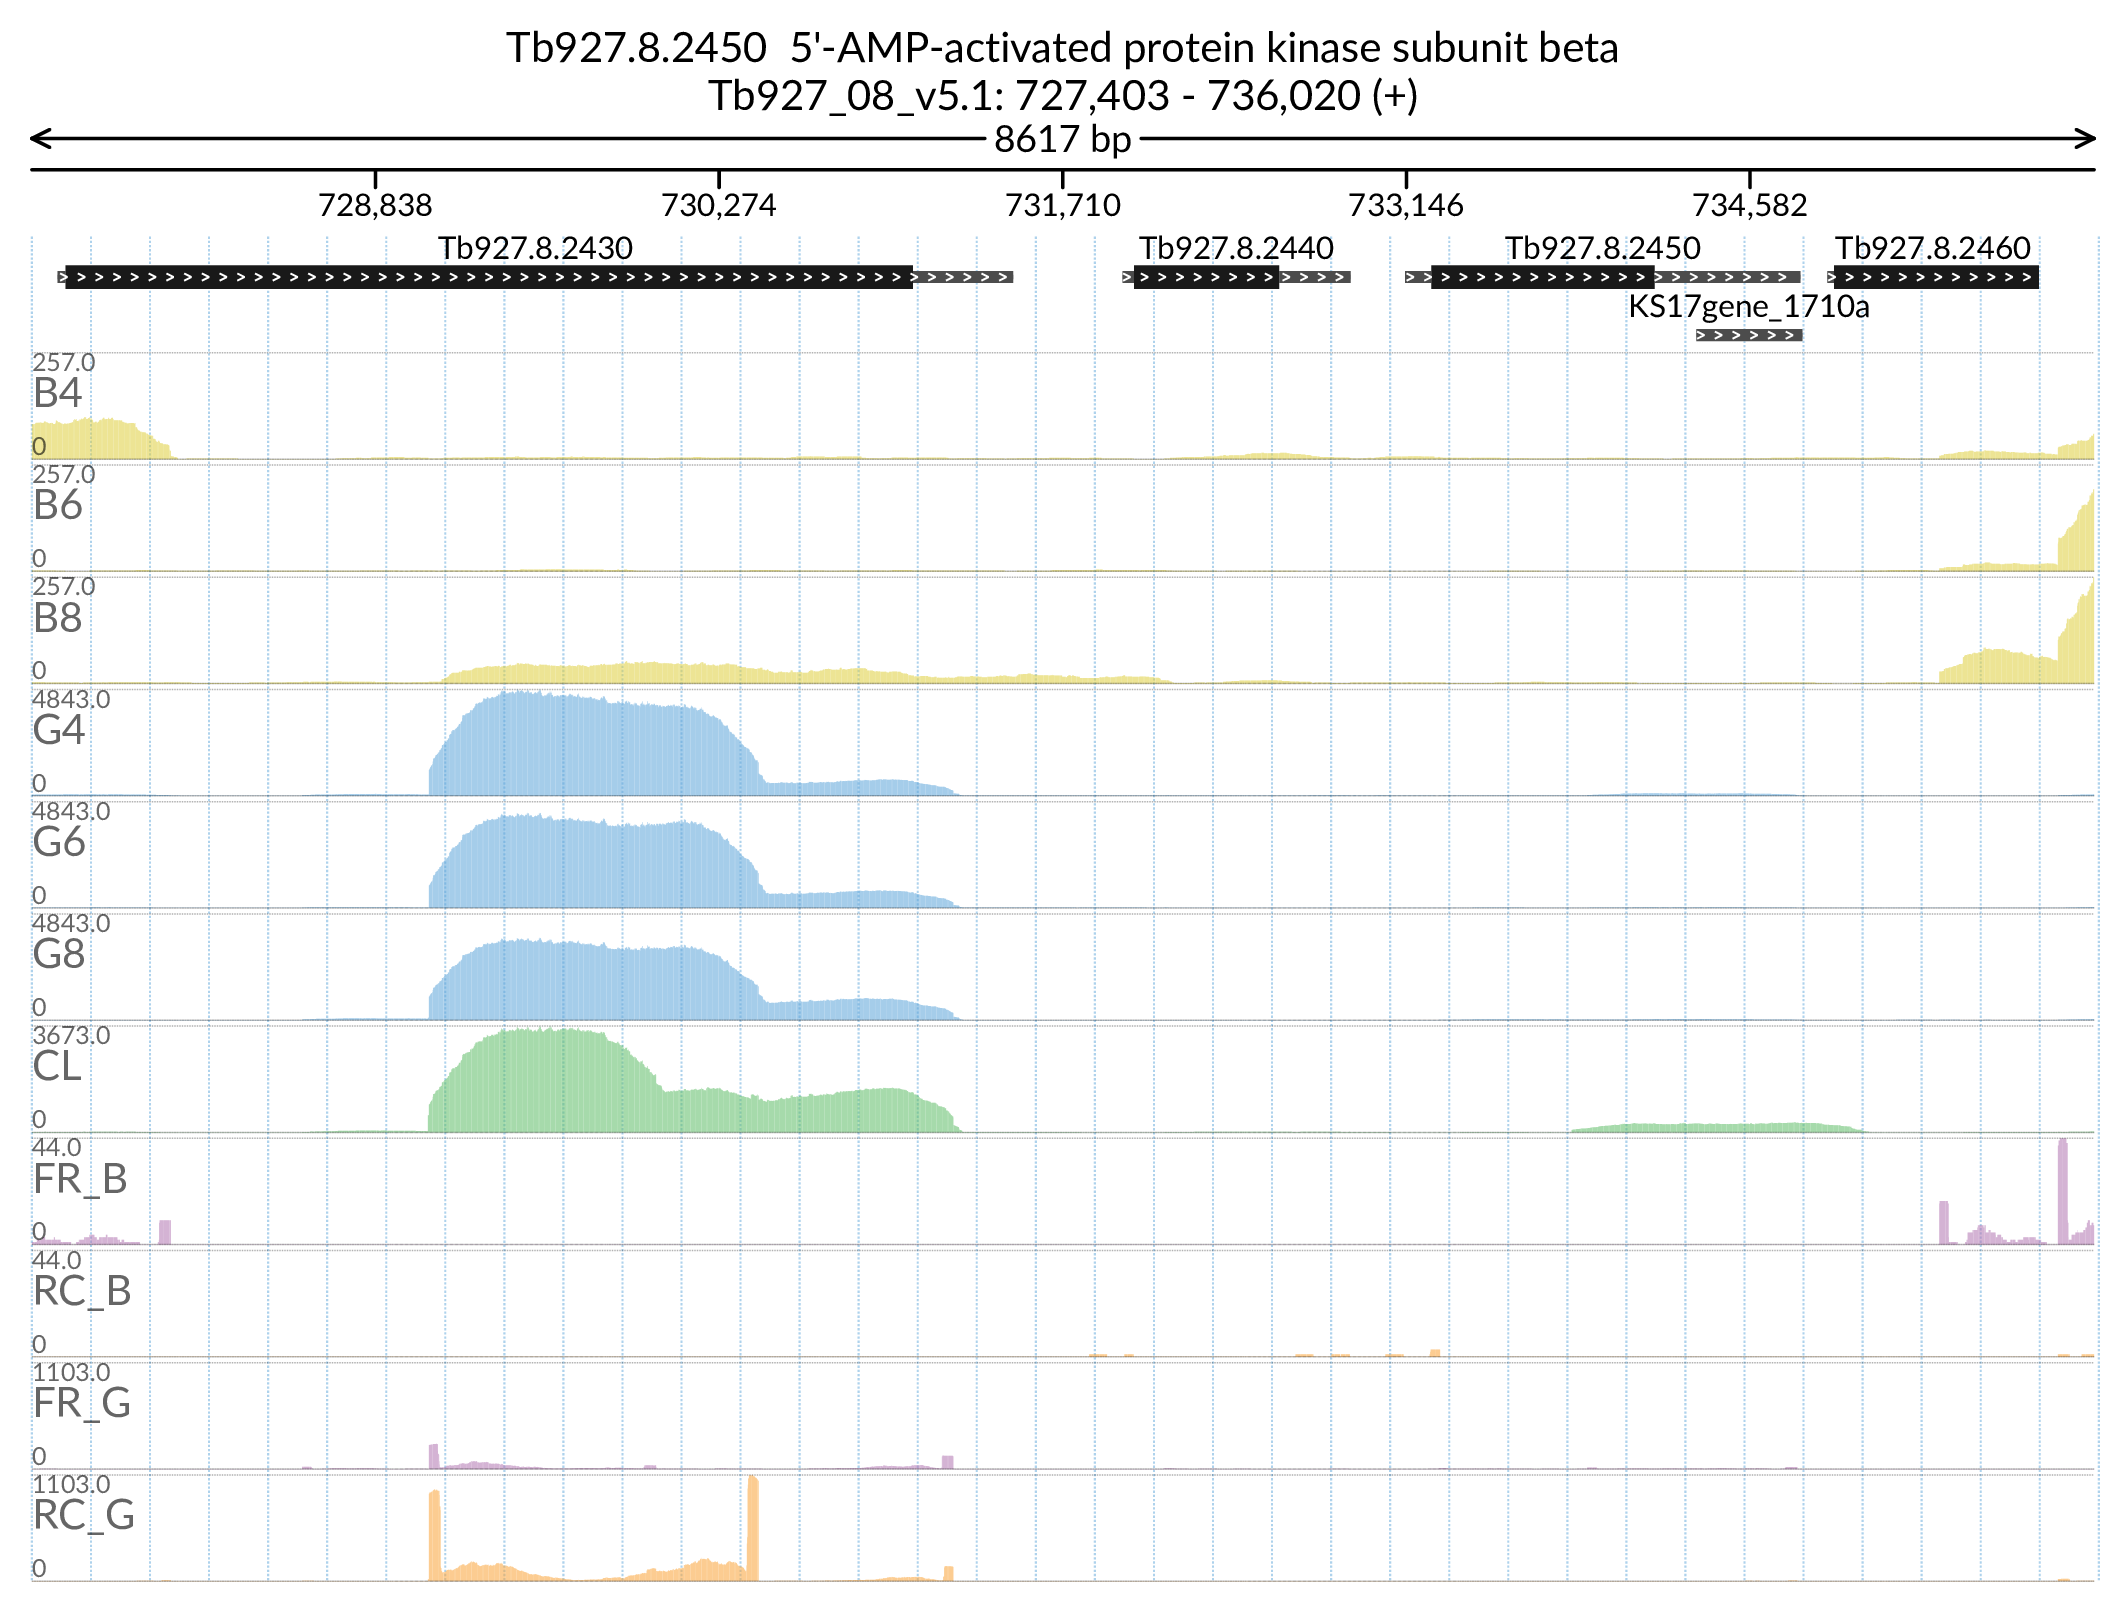 Tb927.8.2450  5'-AMP-activated protein kinase subunit beta
Tb927_08_v5.1: 727,403 - 736,020 (+)
8617 bp
728,838 730,274 731,710 733,146 734,582
Tb927.8.2430 Tb927.8.2440 Tb927.8.2450 Tb927.8.2460
KS17gene_1710a
257.0
B4
0
257.0
B6
0
257.0
B8
0
4843.0
G4
0
4843.0
G6
0
4843.0
G8
0
3673.0
CL
0
44.0
FR_B
0
44.0
RC_B
0
1103.0
FR_G
0
1103.0
RC_G
0